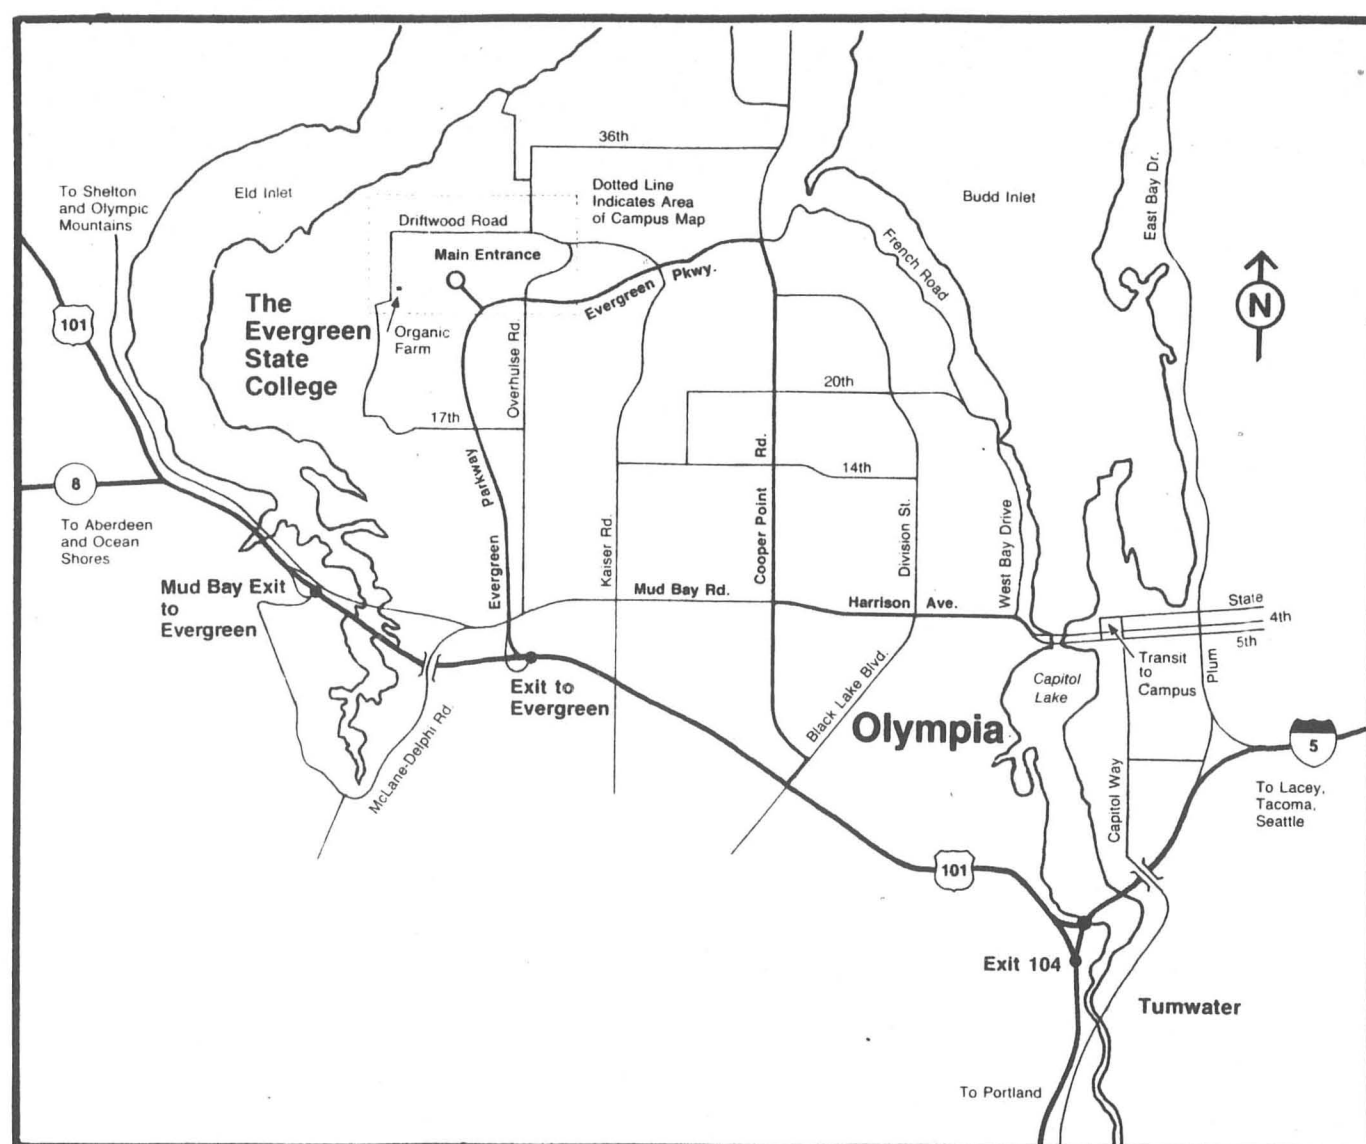 36th
To Shelton
and Olympic
Mountains
Eld Inlet
Dotted Line
Indicates Area
of Campus Map
Budd Inlet
East Bay Dr.
Driftwood Road
Main Entrance
French Road
N
101
The
Evergreen
State
College
Organic
Farm
Evergreen Pkwy.
Overhulse Rd.
20th
17th
Parkway
Evergreen
Kaiser Rd.
Cooper Point Rd.
14th
Division St.
West Bay Drive
8
To Aberdeen
and Ocean
Shores
Mud Bay Exit
to
Evergreen
Mud Bay Rd.
Harrison Ave.
State
4th
5th
Transit
to
Campus
Plum
Capitol
Lake
Exit to
Evergreen
McLane-Delphi Rd.
Black Lake Blvd.
Olympia
5
To Lacey,
Tacoma,
Seattle
Capitol Way
101
Exit 104
Tumwater
To Portland